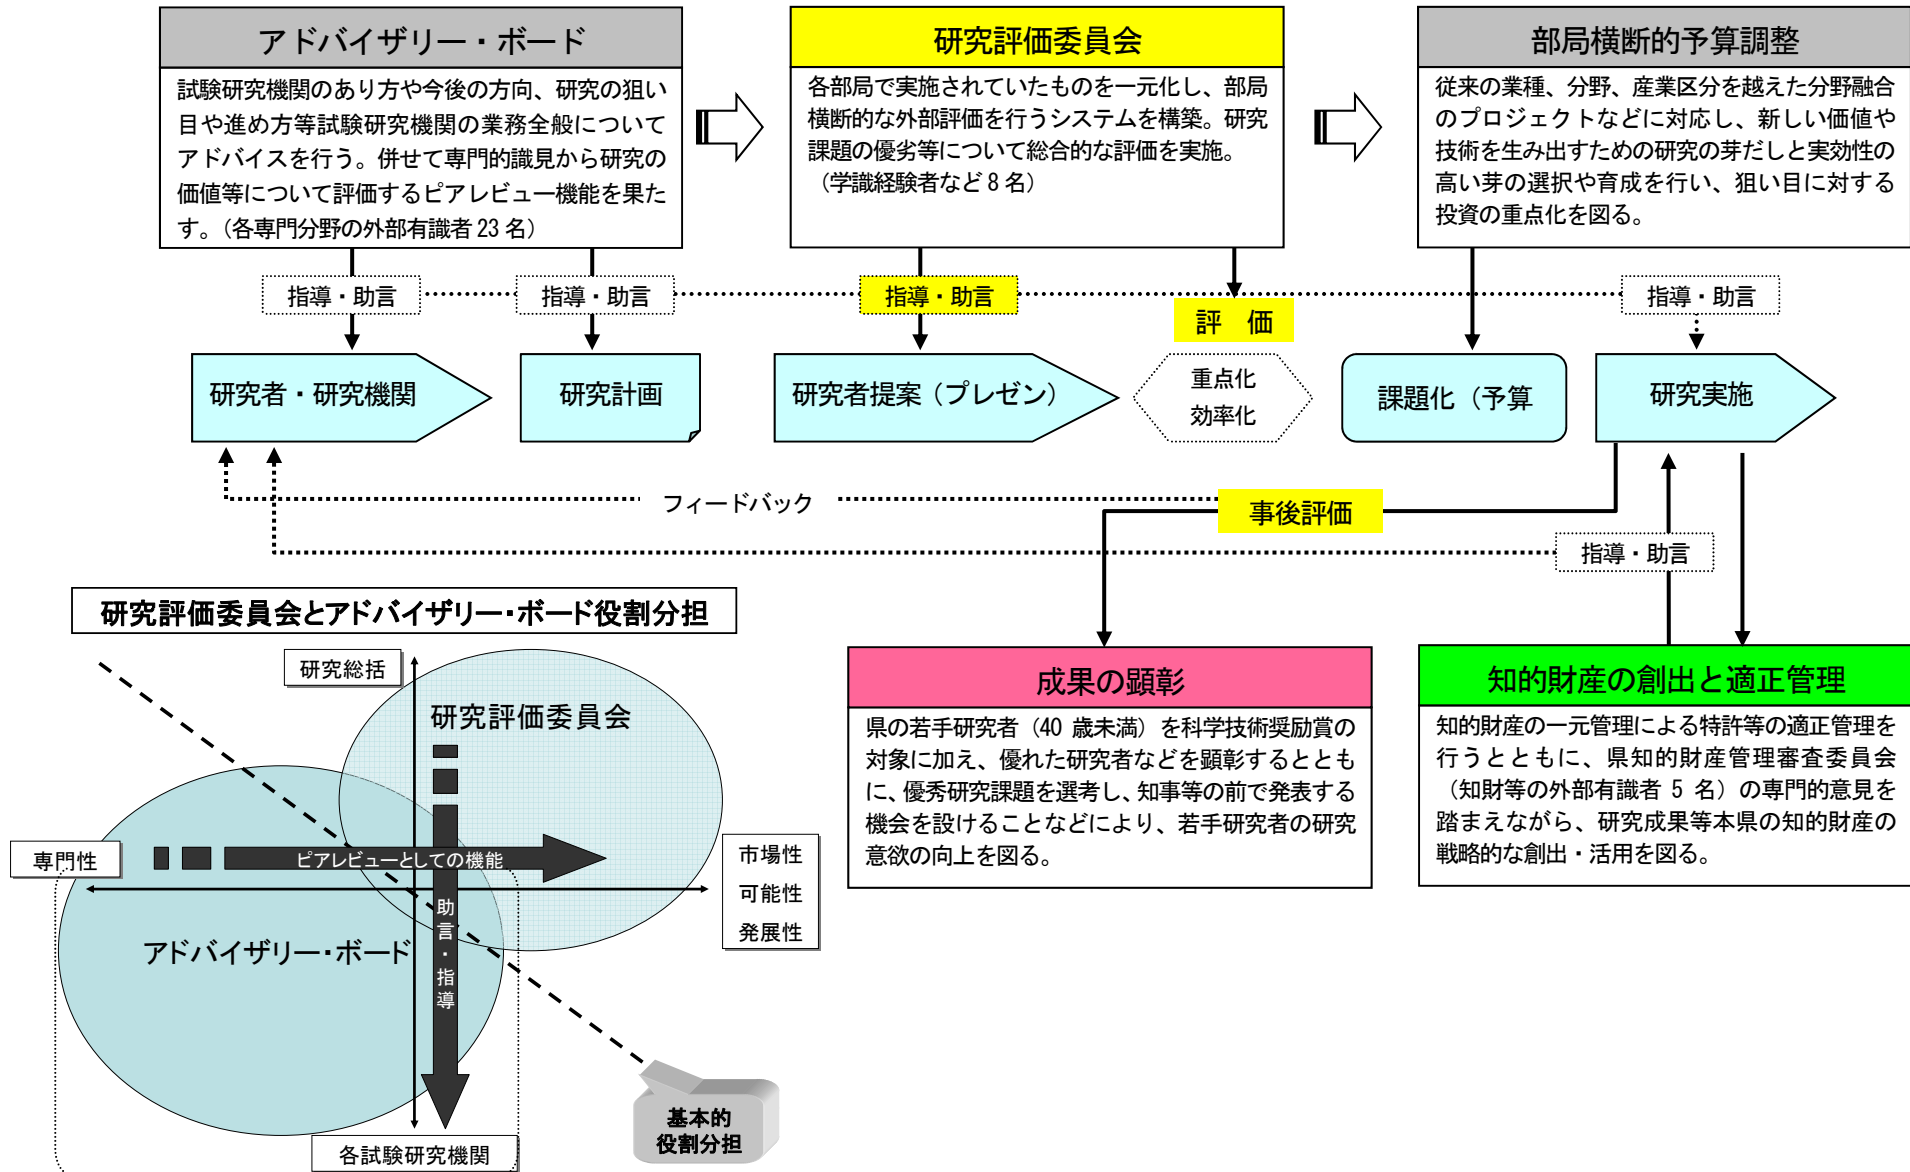 アドバイザリー・ボード
試験研究機関のあり方や今後の方向、研究の狙い
目や進め方等試験研究機関の業務全般について
アドバイスを行う。併せて専門的識見から研究の
価値等について評価するピアレビュー機能を果た
す。（各専門分野の外部有識者 23 名）
研究評価委員会
各部局で実施されていたものを一元化し、部局
横断的な外部評価を行うシステムを構築。研究
課題の優劣等について総合的な評価を実施。
（学識経験者など 8 名）
部局横断的予算調整
従来の業種、分野、産業区分を越えた分野融合
のプロジェクトなどに対応し、新しい価値や
技術を生み出すための研究の芽だしと実効性の
高い芽の選択や育成を行い、狙い目に対する
投資の重点化を図る。
指導・助言
指導・助言
指導・助言
指導・助言
評　価
研究者・研究機関
研究計画
研究者提案（プレゼン）
重点化
効率化
課題化（予算
研究実施
フィードバック
事後評価
指導・助言
研究評価委員会とアドバイザリー・ボード役割分担
研究総括
研究評価委員会
専門性
ピアレビューとしての機能
市場性
可能性
発展性
アドバイザリー・ボード
助言・指導
各試験研究機関
基本的
役割分担
成果の顕彰
県の若手研究者（40 歳未満）を科学技術奨励賞の
対象に加え、優れた研究者などを顕彰するととも
に、優秀研究課題を選考し、知事等の前で発表する
機会を設けることなどにより、若手研究者の研究
意欲の向上を図る。
知的財産の創出と適正管理
知的財産の一元管理による特許等の適正管理を
行うとともに、県知的財産管理審査委員会
（知財等の外部有識者 5 名）の専門的意見を
踏まえながら、研究成果等本県の知的財産の
戦略的な創出・活用を図る。